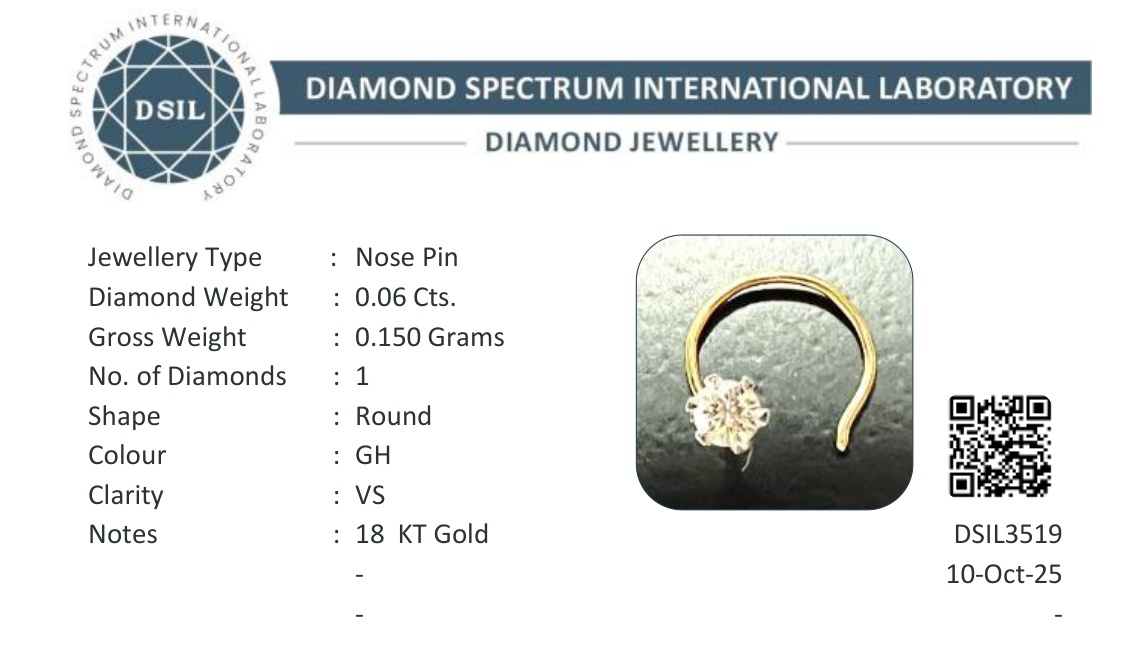 DIAMOND SPECTRUM INTERNATIONAL LABORATORY
DSIL
DIAMOND SPECTRUM INTERNATIONAL LABORATORY
DIAMOND JEWELLERY
Jewellery Type : Nose Pin
Diamond Weight : 0.06 Cts.
Gross Weight : 0.150 Grams
No. of Diamonds : 1
Shape : Round
Colour : GH
Clarity : VS
Notes : 18 KT Gold
-
-
DSIL3519
10-Oct-25
-